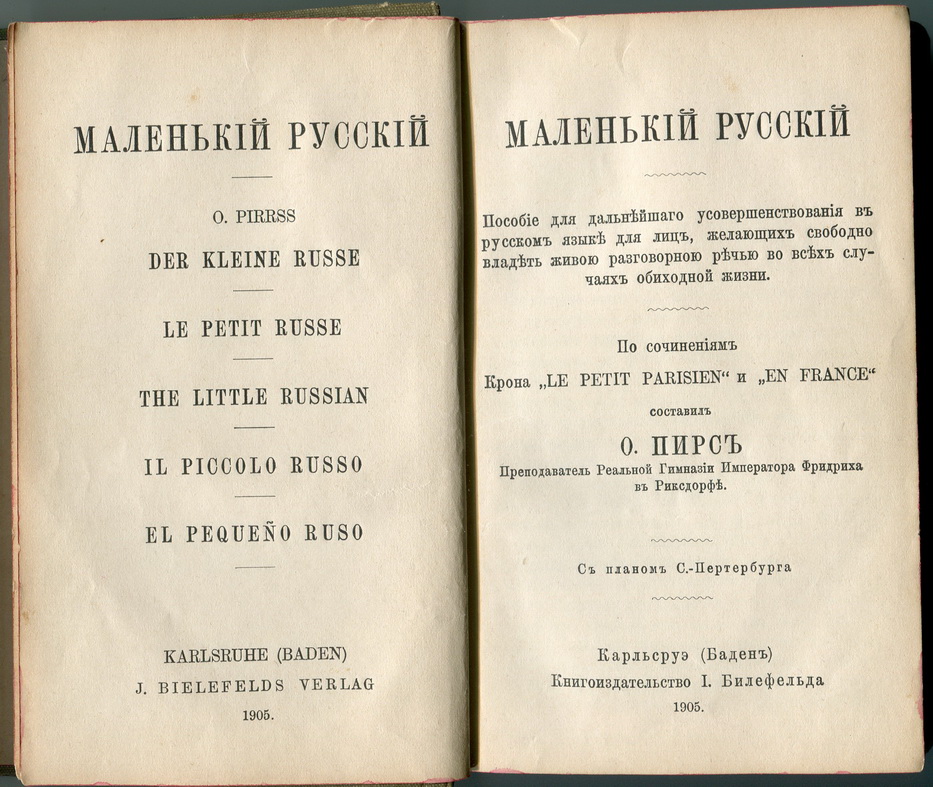 МАЛЕНЬКІЙ РУССКІЙ
O. PIRRSS
DER KLEINE RUSSE
LE PETIT RUSSE
THE LITTLE RUSSIAN
IL PICCOLO RUSSO
EL PEQUEÑO RUSO
KARLSRUHE (BADEN)
J. BIELEFELDS VERLAG
1905.
МАЛЕНЬКІЙ РУССКІЙ
Пособіе для дальнѣйшаго усовершенствованія въ
русскомъ языкѣ для лицъ, желающихъ свободно
владѣть живою разговорною рѣчью во всѣхъ слу-
чаяхъ обиходной жизни.
По сочиненіямъ
Крона „LE PETIT PARISIEN“ и „EN FRANCE“
составилъ
О. ПИРСЪ
Преподаватель Реальной Гимназіи Императора Фридриха
въ Риксдорфѣ.
Съ планомъ С.-Пертербурга
Карльсруэ (Баденъ)
Книгоиздательство I. Билефельда
1905.